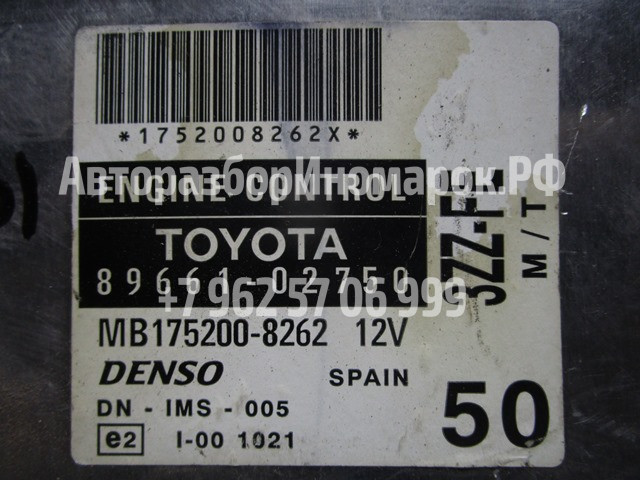 *1752008262X*
АвторазборИномарок.РФ
ENGINE CONTROL
TOYOTA
89661-02750
+7 962 57 06 999
3ZZ-FE
M/T
MB175200-8262 12V
DENSO SPAIN
DN - IMS - 005
e2 I-00 1021
50